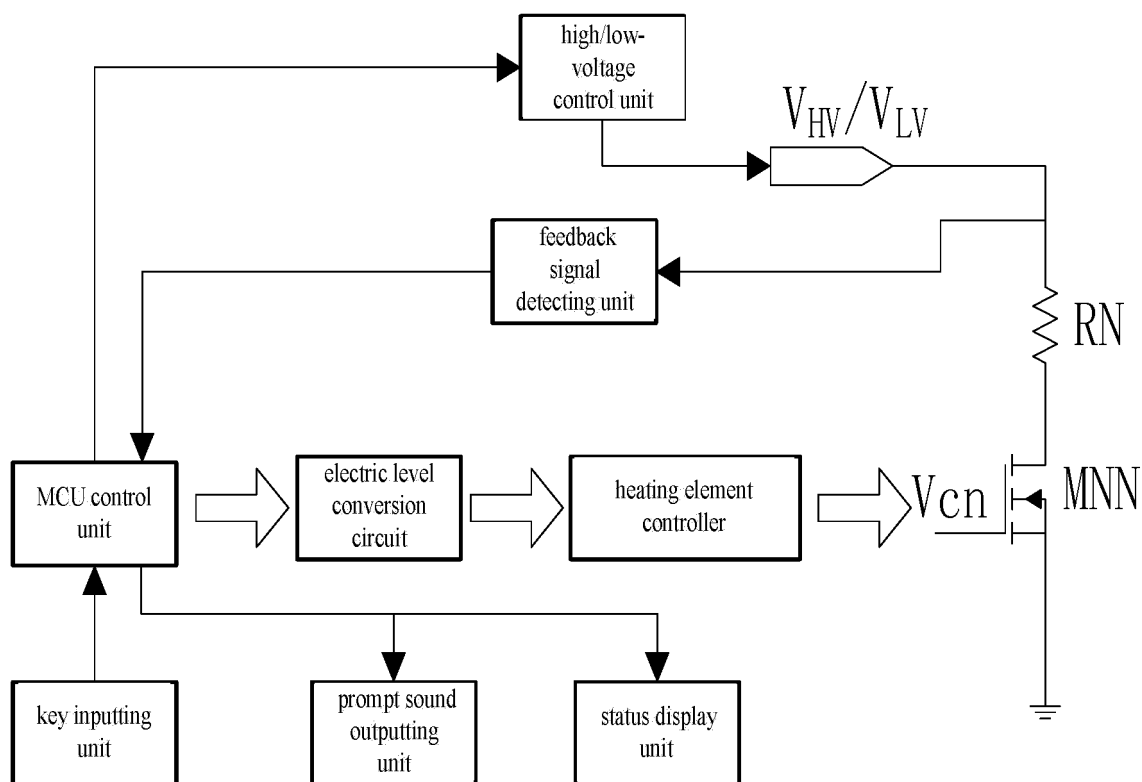 high/low-
voltage
control unit
V_HV/V_LV
feedback
signal
detecting unit
RN
MCU control
unit
electric level
conversion
circuit
heating element
controller
Vcn
MNN
key inputting
unit
prompt sound
outputting
unit
status display
unit